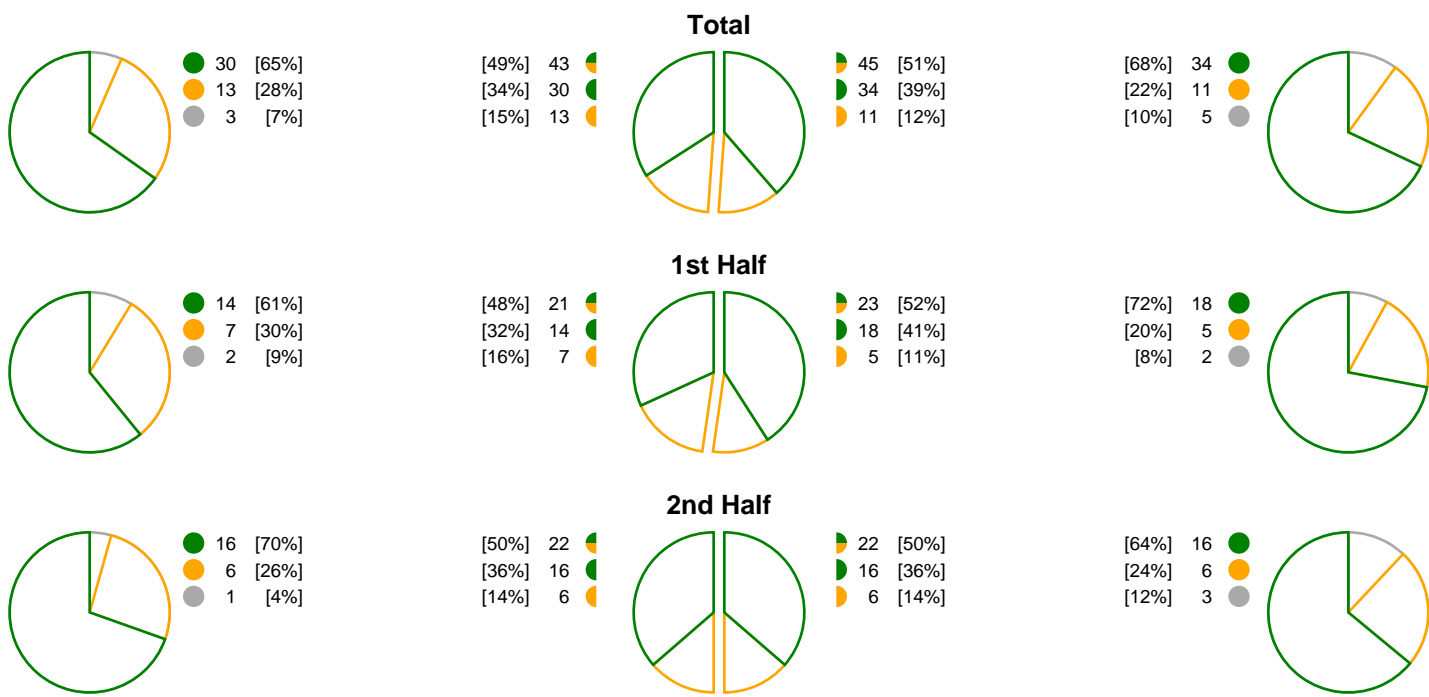 Total
30 [65%] [49%] 43 45 [51%] [68%] 34
13 [28%] [34%] 30 34 [39%] [22%] 11
3 [7%] [15%] 13 11 [12%] [10%] 5
1st Half
14 [61%] [48%] 21 23 [52%] [72%] 18
7 [30%] [32%] 14 18 [41%] [20%] 5
2 [9%] [16%] 7 5 [11%] [8%] 2
2nd Half
16 [70%] [50%] 22 22 [50%] [64%] 16
6 [26%] [36%] 16 16 [36%] [24%] 6
1 [4%] [14%] 6 6 [14%] [12%] 3